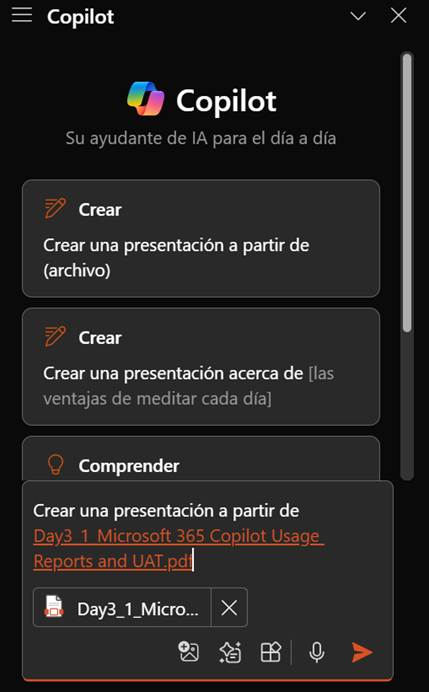 Copilot
Copilot
Su ayudante de IA para el día a día
Crear
Crear una presentación a partir de
(archivo)
Crear
Crear una presentación acerca de [las
ventajas de meditar cada día]
Comprender
Crear una presentación a partir de
Day3_1_Microsoft 365 Copilot Usage
Reports and UAT.pdf
Day3_1_Micro...